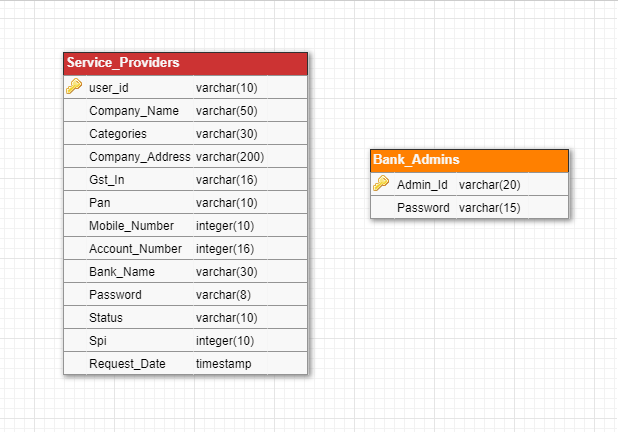 Service_Providers
user_id varchar(10)
Company_Name varchar(50)
Categories varchar(30)
Company_Address varchar(200)
Gst_In varchar(16)
Pan varchar(10)
Mobile_Number integer(10)
Account_Number integer(16)
Bank_Name varchar(30)
Password varchar(8)
Status varchar(10)
Spi integer(10)
Request_Date timestamp
Bank_Admins
Admin_Id varchar(20)
Password varchar(15)